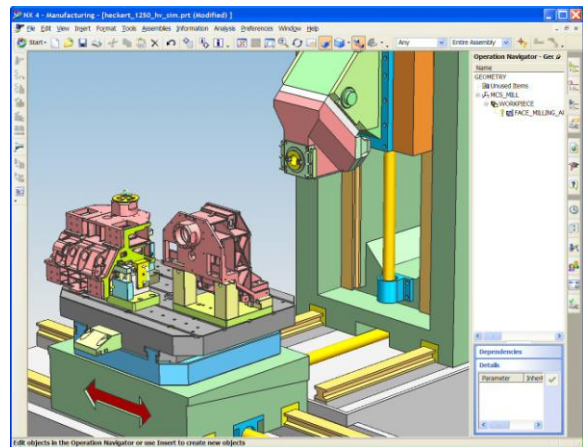 NX 4 - Manufacturing - [heckert_1250_hv_sim.prt (Modified) ]
File Edit View Insert Format Tools Assemblies Information Analysis Preferences Window Help
Start Any Entire Assembly
Operation Navigator - Geo
Name
GEOMETRY
Unused Items
MCS_MILL
WORKPIECE
FACE_MILLING_A
Dependencies
Details
Parameter Inherit
Edit objects in the Operation Navigator or use Insert to create new objects